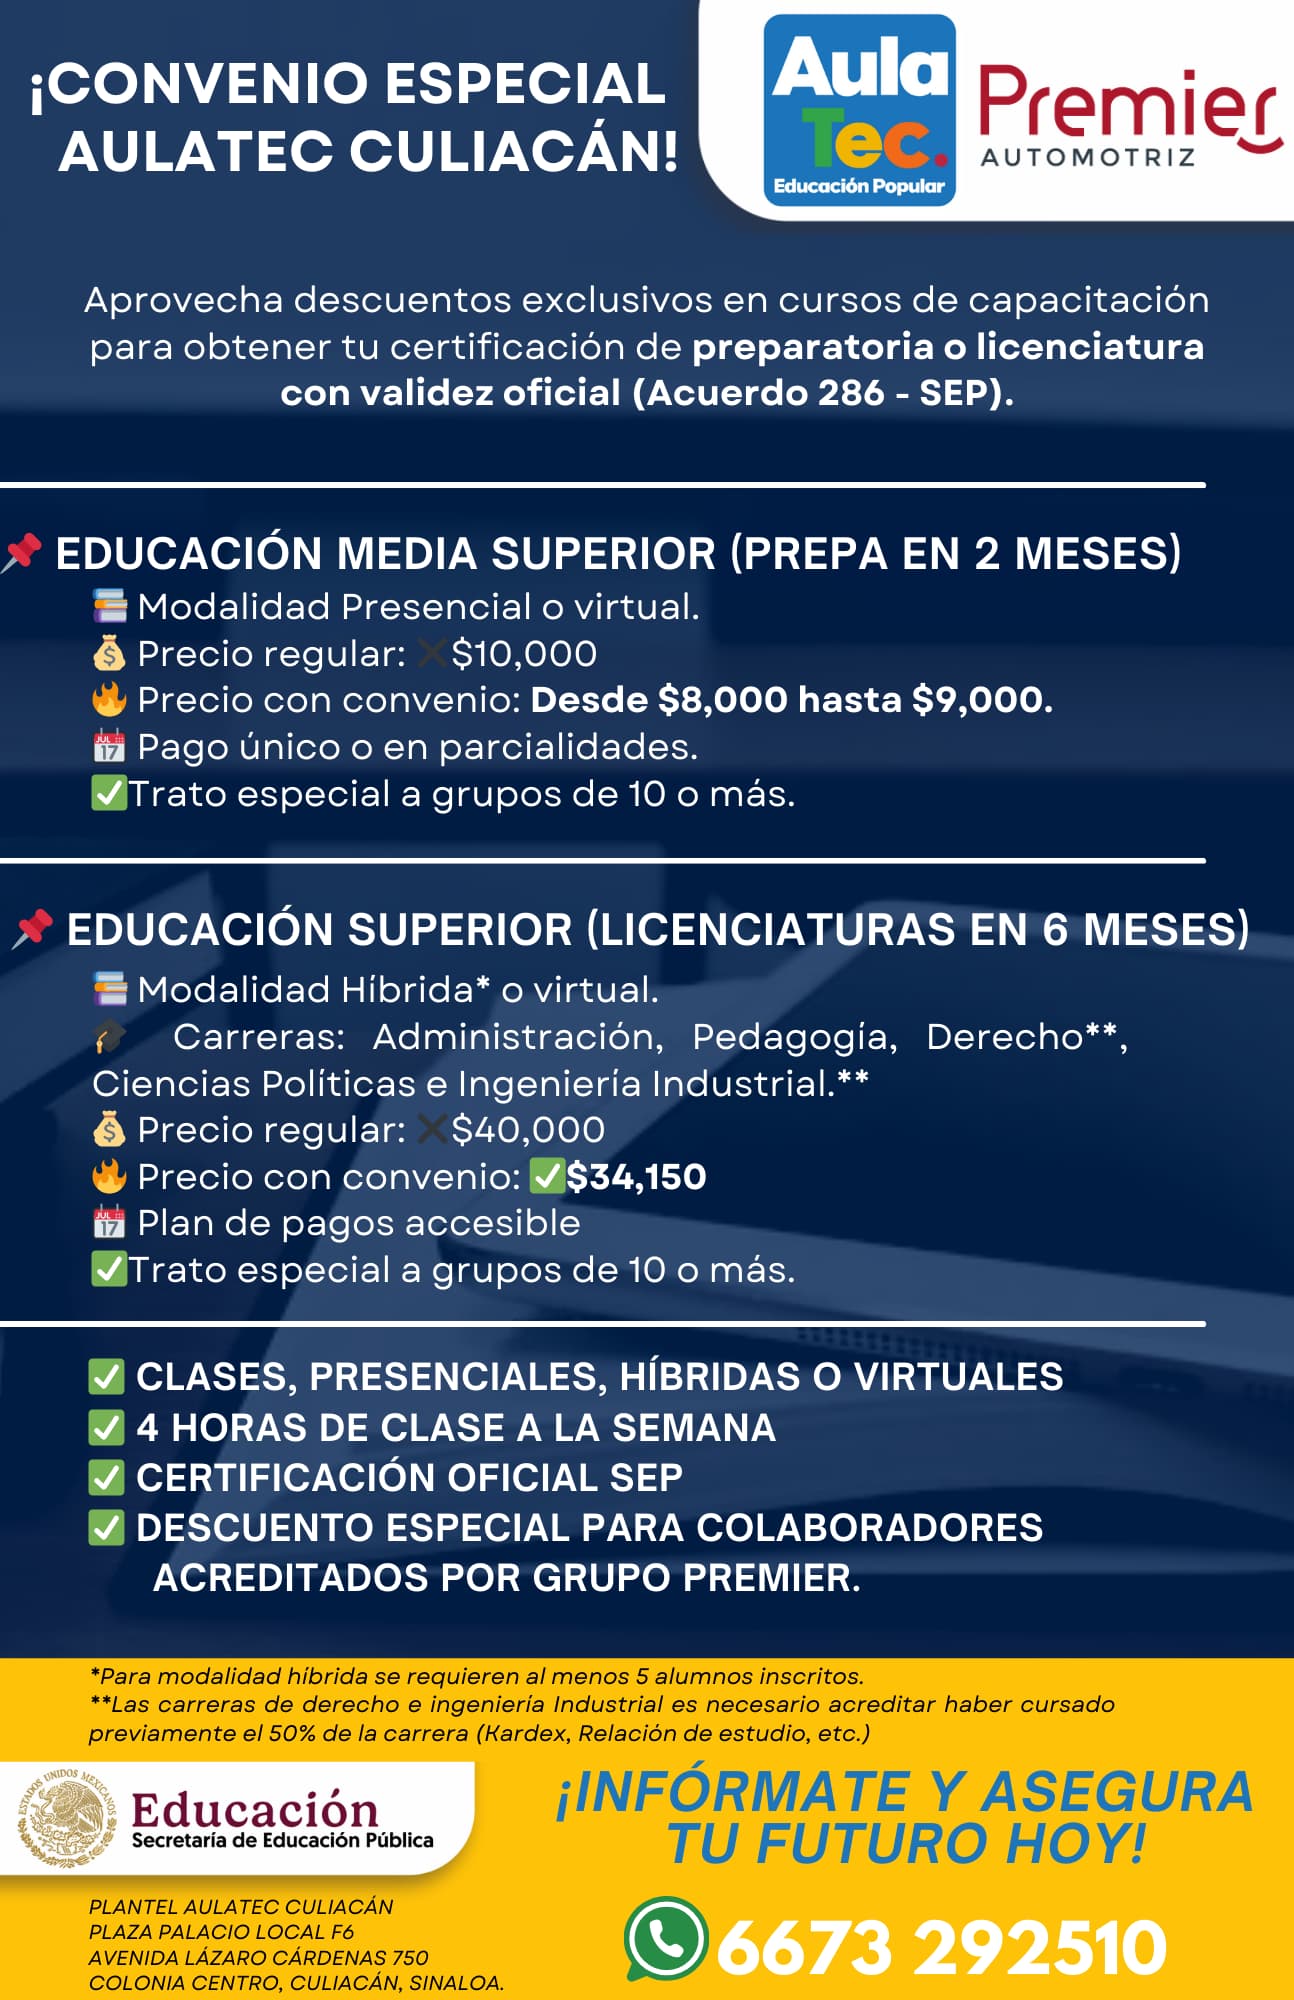 ¡CONVENIO ESPECIAL
AULATEC CULIACÁN!
Aula
Tec.
Educación Popular
Premier
AUTOMOTRIZ
Aprovecha descuentos exclusivos en cursos de capacitación
para obtener tu certificación de preparatoria o licenciatura
con validez oficial (Acuerdo 286 - SEP).
📌 EDUCACIÓN MEDIA SUPERIOR (PREPA EN 2 MESES)
📚 Modalidad Presencial o virtual.
💰 Precio regular: ❌$10,000
🔥 Precio con convenio: Desde $8,000 hasta $9,000.
📅 Pago único o en parcialidades.
✅Trato especial a grupos de 10 o más.
📌 EDUCACIÓN SUPERIOR (LICENCIATURAS EN 6 MESES)
📚 Modalidad Híbrida* o virtual.
🎓 Carreras: Administración, Pedagogía, Derecho**,
Ciencias Políticas e Ingeniería Industrial.**
💰 Precio regular: ❌$40,000
🔥 Precio con convenio: ✅$34,150
📅 Plan de pagos accesible
✅Trato especial a grupos de 10 o más.
✅ CLASES, PRESENCIALES, HÍBRIDAS O VIRTUALES
✅ 4 HORAS DE CLASE A LA SEMANA
✅ CERTIFICACIÓN OFICIAL SEP
✅ DESCUENTO ESPECIAL PARA COLABORADORES
ACREDITADOS POR GRUPO PREMIER.
*Para modalidad híbrida se requieren al menos 5 alumnos inscritos.
**Las carreras de derecho e ingeniería Industrial es necesario acreditar haber cursado
previamente el 50% de la carrera (Kardex, Relación de estudio, etc.)
ESTADOS UNIDOS MEXICANOS
Educación
Secretaría de Educación Pública
¡INFÓRMATE Y ASEGURA
TU FUTURO HOY!
PLANTEL AULATEC CULIACÁN
PLAZA PALACIO LOCAL F6
AVENIDA LÁZARO CÁRDENAS 750
COLONIA CENTRO, CULIACÁN, SINALOA.
6673 292510